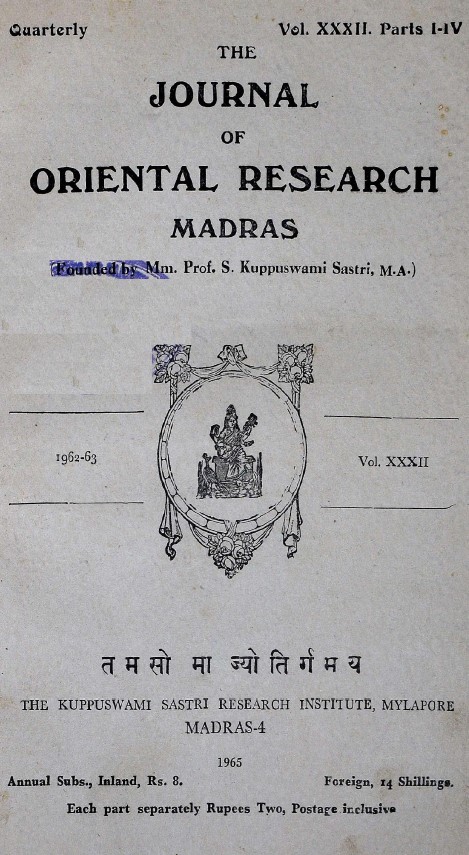 Quarterly Vol. XXXII. Parts I-IV
THE
JOURNAL
OF
ORIENTAL RESEARCH
MADRAS
(Founded by Mm. Prof. S. Kuppuswami Sastri, M.A.)
1962-63 Vol. XXXII
त म सो मा ज्यो ति र्ग म य
THE KUPPUSWAMI SASTRI RESEARCH INSTITUTE, MYLAPORE
MADRAS-4
1965
Annual Subs., Inland, Rs. 8. Foreign, 14 Shillings.
Each part separately Rupees Two, Postage inclusive